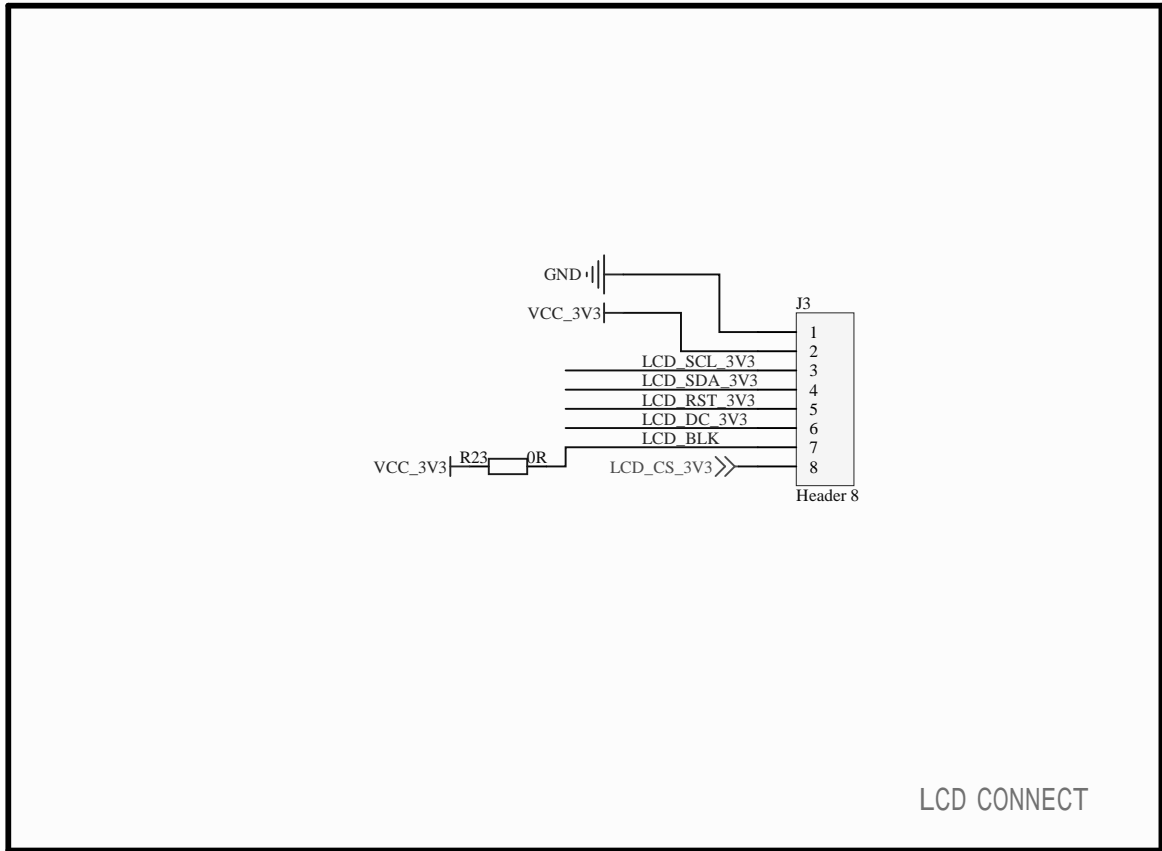 GND
J3
VCC_3V3
1
2
LCD_SCL_3V3
3
LCD_SDA_3V3
4
LCD_RST_3V3
5
LCD_DC_3V3
6
LCD_BLK
7
VCC_3V3 R23 0R
LCD_CS_3V3
8
Header 8
LCD CONNECT